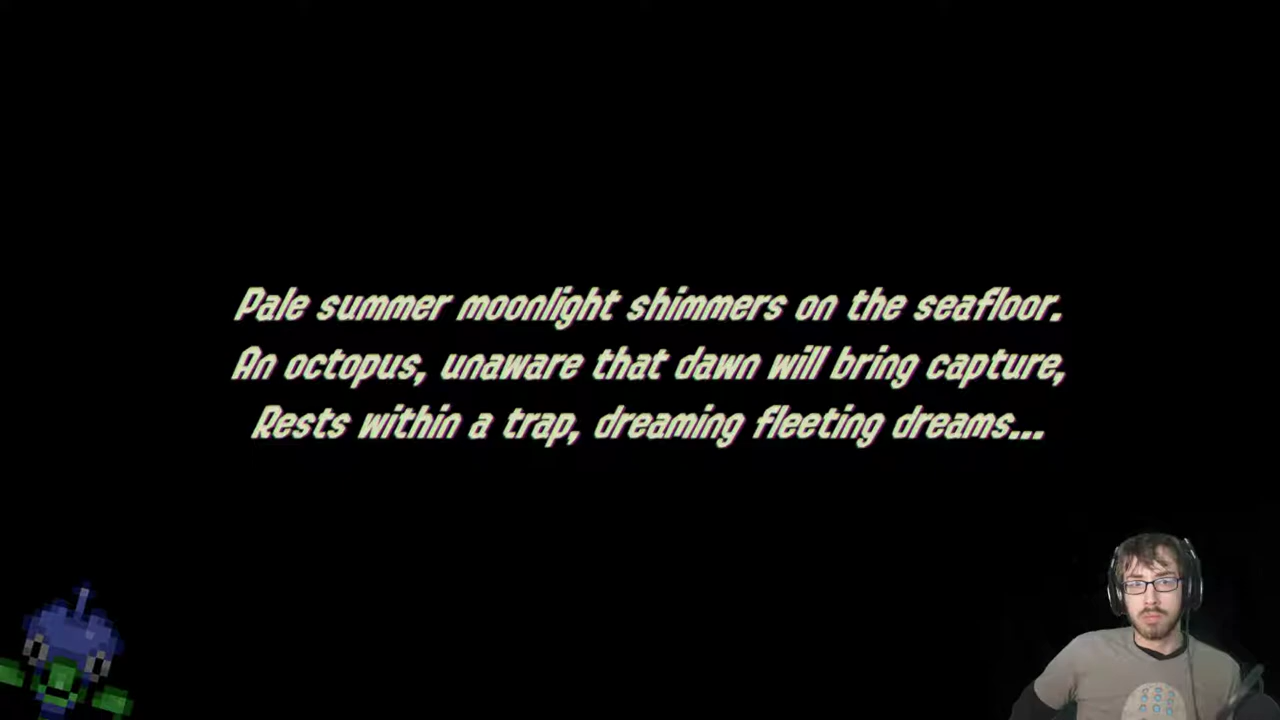 Pale summer moonlight shimmers on the seafloor.
An octopus, unaware that dawn will bring capture,
Rests within a trap, dreaming fleeting dreams...